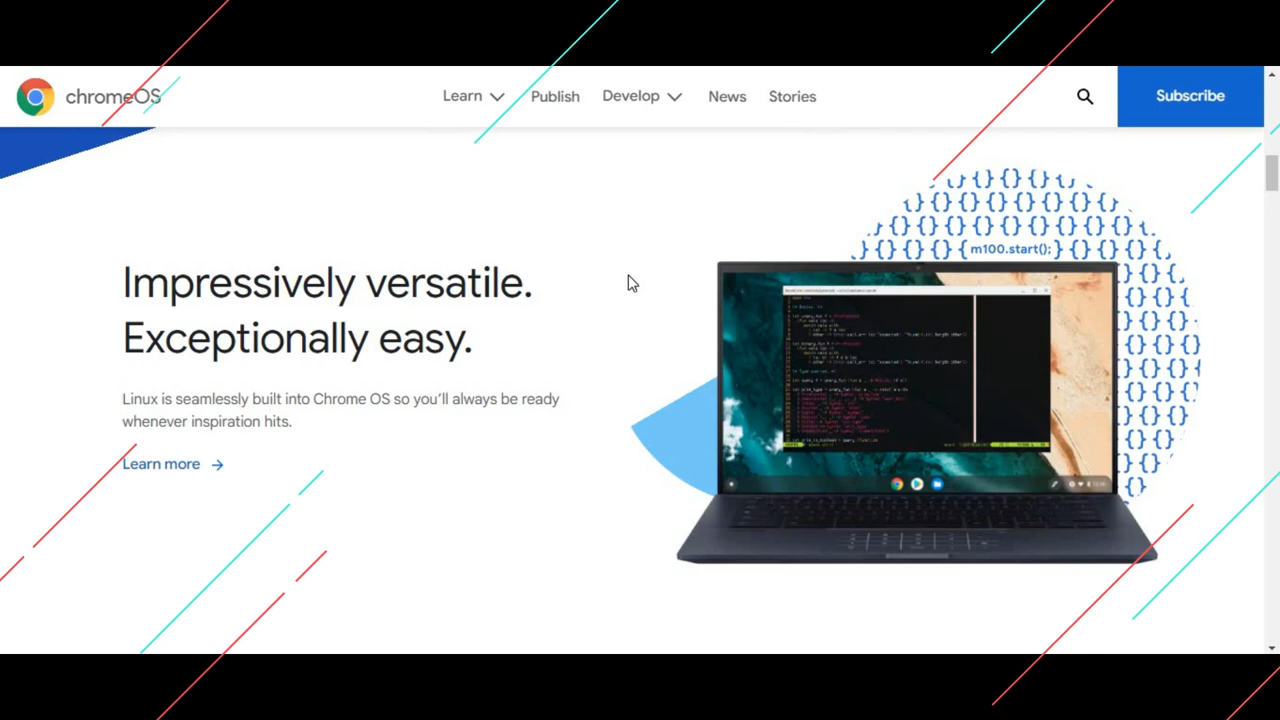 chromeOS
Learn
Publish
Develop
News
Stories
Subscribe
m100.start();
Impressively versatile.
Exceptionally easy.
Linux is seamlessly built into Chrome OS so you’ll always be ready
whenever inspiration hits.
Learn more